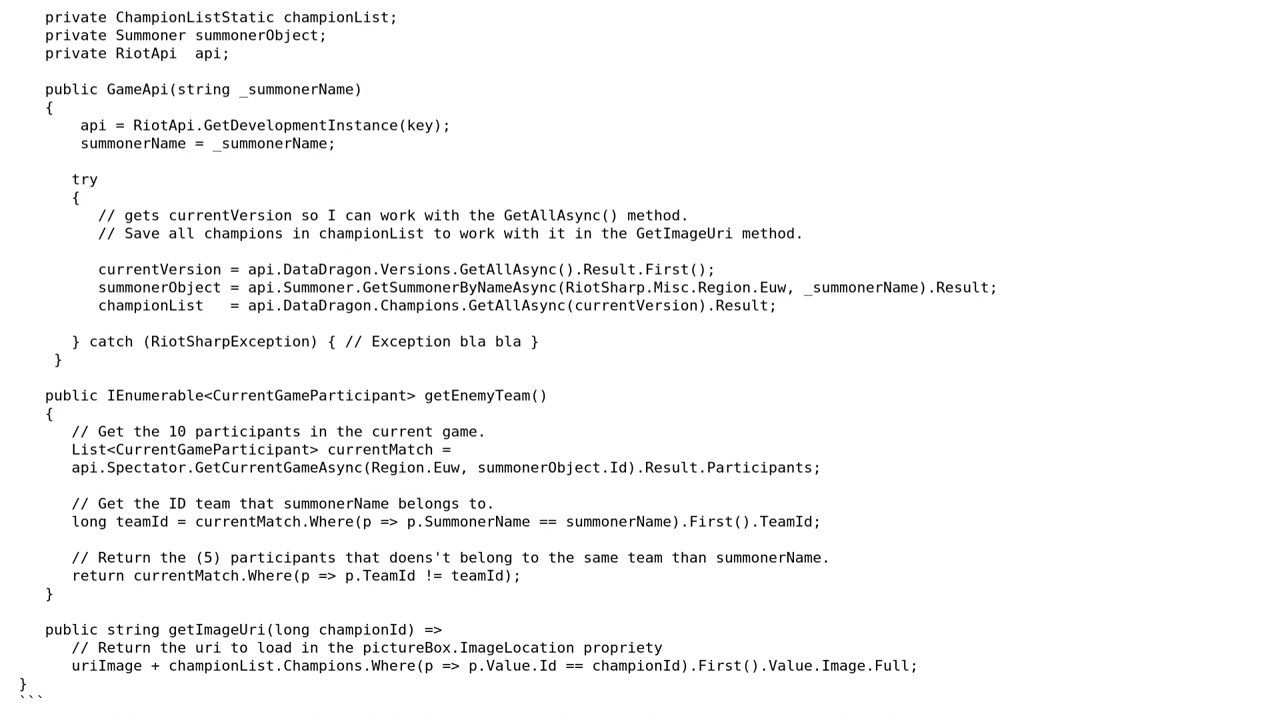 private ChampionListStatic championList;
private Summoner summonerObject;
private RiotApi  api;
public GameApi(string _summonerName)
{
api = RiotApi.GetDevelopmentInstance(key);
summonerName = _summonerName;
try
{
// gets currentVersion so I can work with the GetAllAsync() method.
// Save all champions in championList to work with it in the GetImageUri method.
currentVersion = api.DataDragon.Versions.GetAllAsync().Result.First();
summonerObject = api.Summoner.GetSummonerByNameAsync(RiotSharp.Misc.Region.Euw, _summonerName).Result;
championList   = api.DataDragon.Champions.GetAllAsync(currentVersion).Result;
} catch (RiotSharpException) { // Exception bla bla }
}
public IEnumerable<CurrentGameParticipant> getEnemyTeam()
{
// Get the 10 participants in the current game.
List<CurrentGameParticipant> currentMatch =
api.Spectator.GetCurrentGameAsync(Region.Euw, summonerObject.Id).Result.Participants;
// Get the ID team that summonerName belongs to.
long teamId = currentMatch.Where(p => p.SummonerName == summonerName).First().TeamId;
// Return the (5) participants that doens't belong to the same team than summonerName.
return currentMatch.Where(p => p.TeamId != teamId);
}
public string getImageUri(long championId) =>
// Return the uri to load in the pictureBox.ImageLocation propriety
uriImage + championList.Champions.Where(p => p.Value.Id == championId).First().Value.Image.Full;
}
```